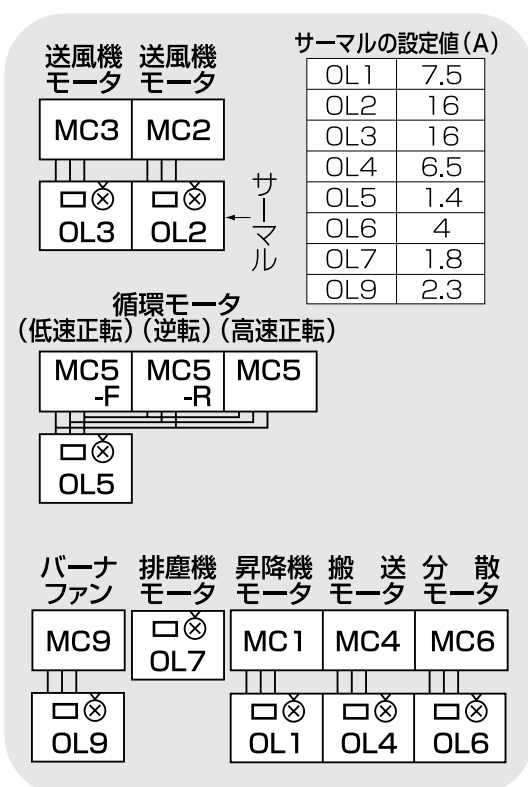 送風機 送風機
モータ モータ
MC3 MC2
OL3 OL2
サーマル
サーマルの設定値(A)
OL1 7.5
OL2 16
OL3 16
OL4 6.5
OL5 1.4
OL6 4
OL7 1.8
OL9 2.3
循環モータ
(低速正転)(逆転)(高速正転)
MC5 MC5 MC5
-F -R
OL5
バーナ 排塵機 昇降機 搬送 分散
ファン モータ モータ モータ モータ
MC9 OL7 MC1 MC4 MC6
OL9 OL1 OL4 OL6